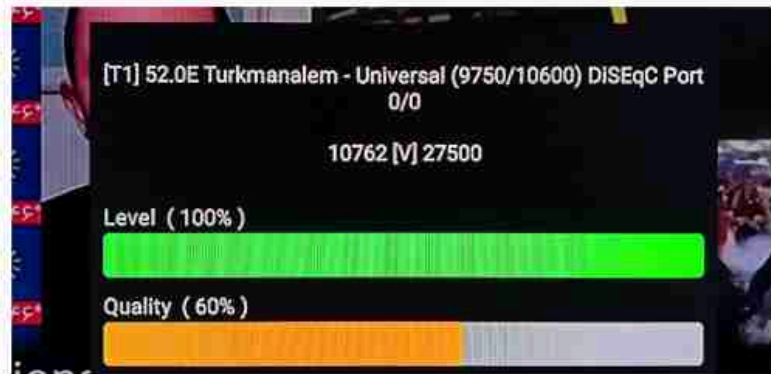 [T1] 52.0E Turkmanalem - Universal (9750/10600) DiSEqC Port
0/0
10762 [V] 27500
Level ( 100% )
Quality ( 60% )